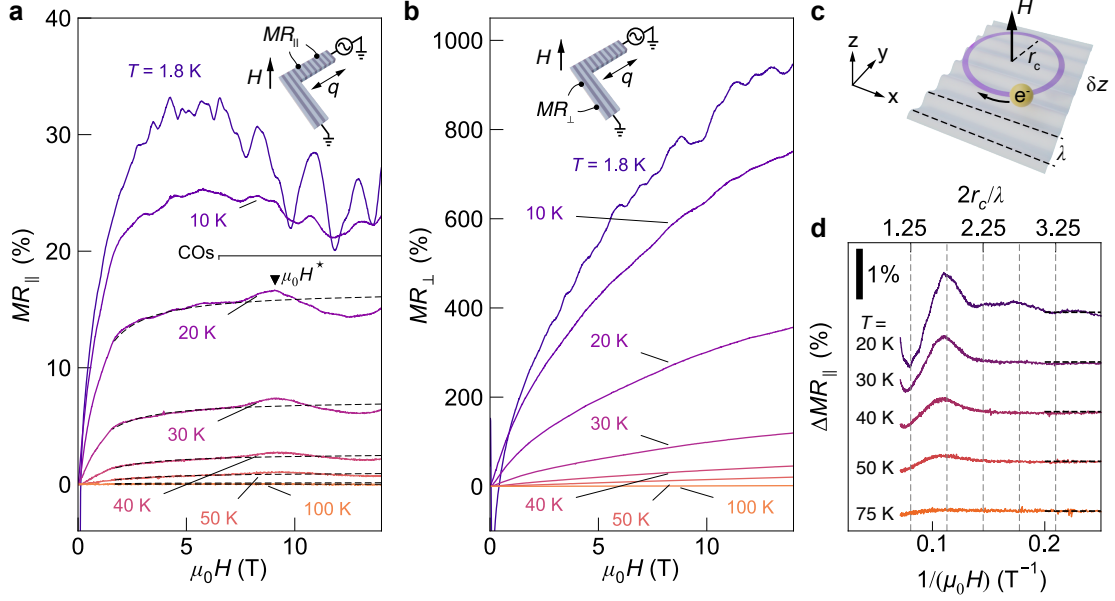 a
40
30
20
10
0
MR∥ (%)
0
5
10
μ₀H (T)
T = 1.8 K
10 K
COs
μ₀H*
20 K
30 K
40 K
50 K
100 K
MR∥
H
q
b
1000
800
600
400
200
0
MR⊥ (%)
0
5
10
μ₀H (T)
H
q
MR⊥
T = 1.8 K
10 K
20 K
30 K
40 K
50 K
100 K
c
H
z
y
x
r_c
e⁻
δz
λ
d
2r_c/λ
1.25 2.25 3.25
1%
T =
20 K
30 K
40 K
50 K
75 K
ΔMR∥ (%)
0.1 0.2
1/(μ₀H) (T⁻¹)